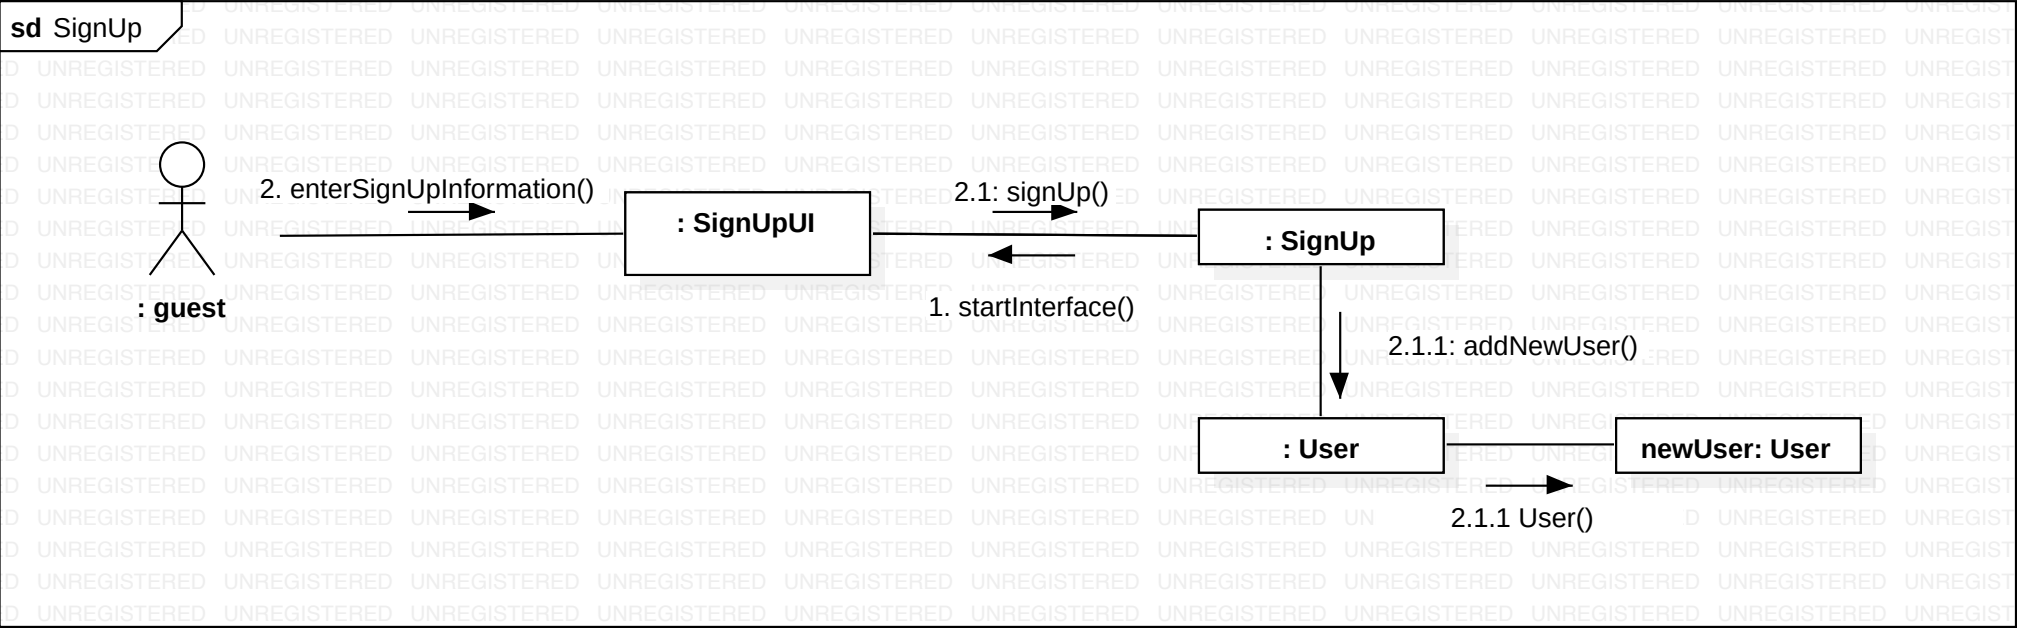 sd SignUp
2. enterSignUpInformation()
: SignUpUI
2.1: signUp()
: SignUp
: guest
1. startInterface()
2.1.1: addNewUser()
: User
newUser: User
2.1.1 User()
UNREGISTERED